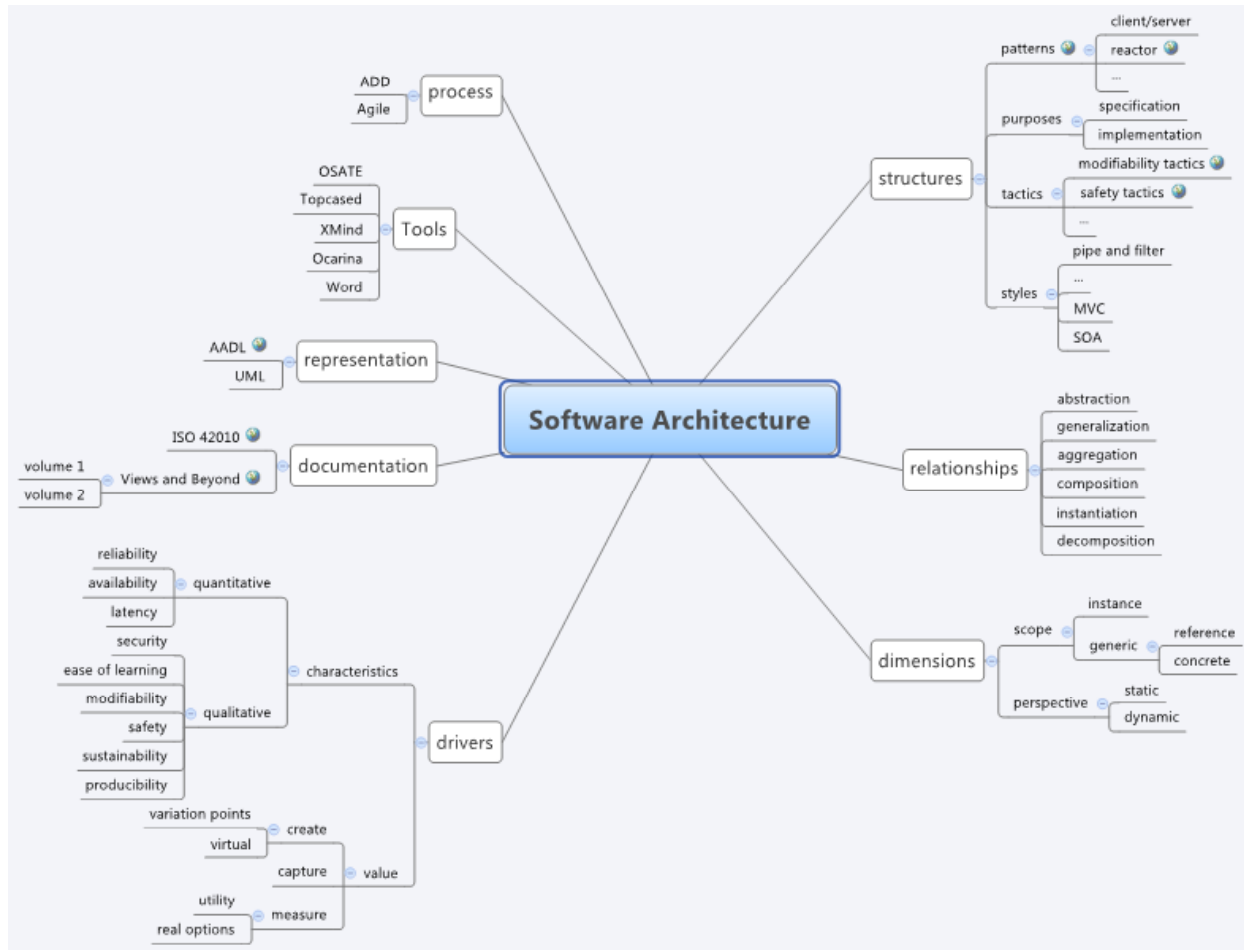 Software Architecture
process
ADD
Agile
Tools
OSATE
Topcased
XMind
Ocarina
Word
representation
AADL
UML
documentation
ISO 42010
Views and Beyond
volume 1
volume 2
drivers
characteristics
quantitative
reliability
availability
latency
qualitative
security
ease of learning
modifiability
safety
sustainability
producibility
value
create
variation points
virtual
capture
measure
utility
real options
structures
patterns
client/server
reactor
...
purposes
specification
implementation
tactics
modifiability tactics
safety tactics
...
styles
pipe and filter
...
MVC
SOA
relationships
abstraction
generalization
aggregation
composition
instantiation
decomposition
dimensions
scope
instance
generic
reference
concrete
perspective
static
dynamic